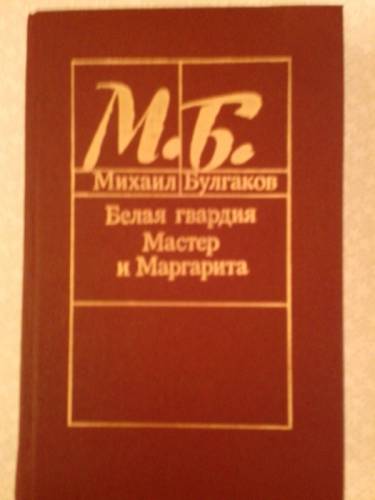 М.Б.
Михаил Булгаков
Белая гвардия
Мастер
и Маргарита